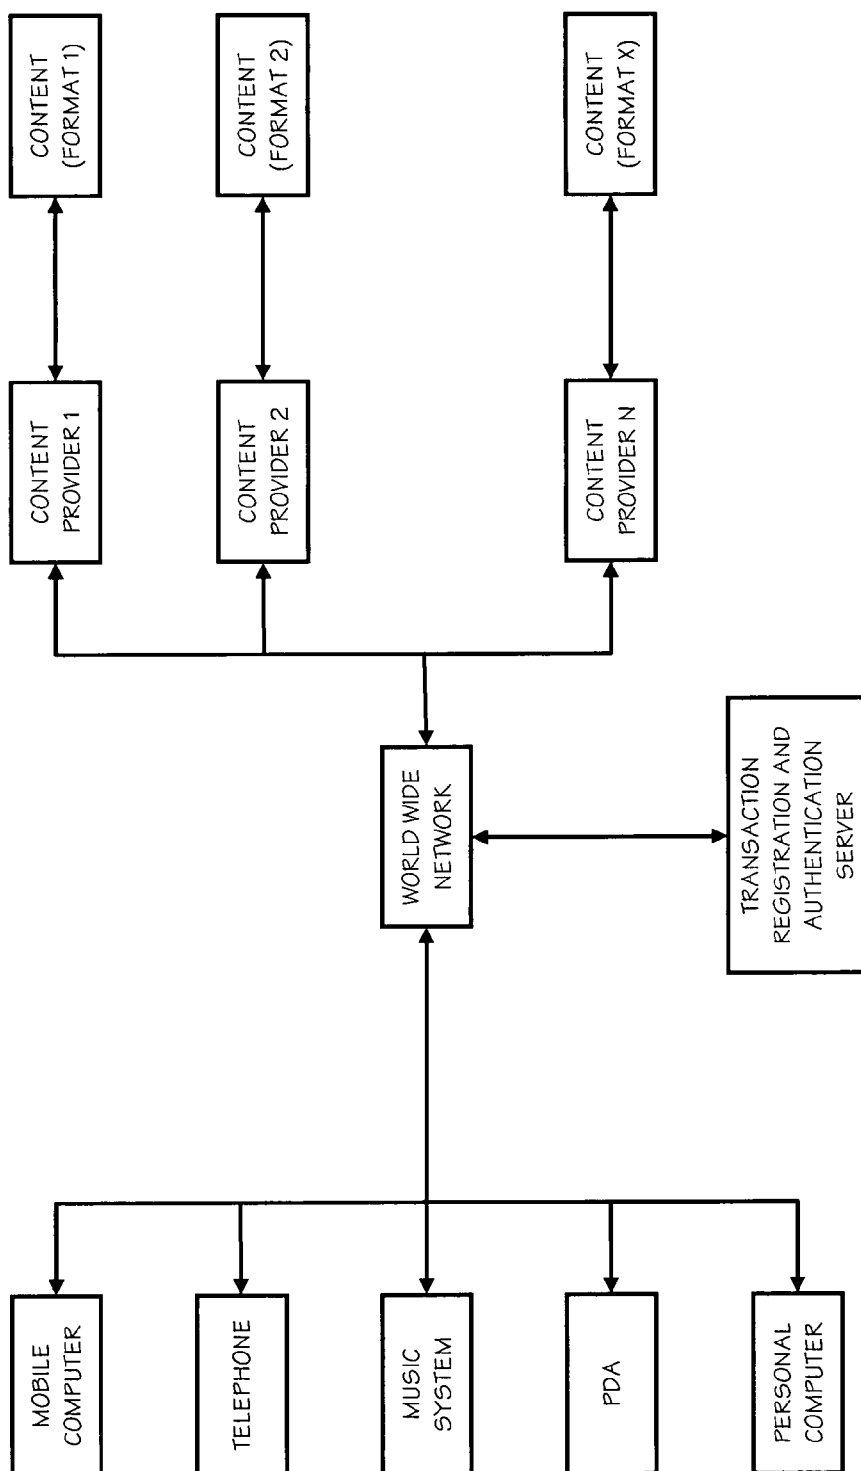 MOBILE
COMPUTER
TELEPHONE
MUSIC
SYSTEM
PDA
PERSONAL
COMPUTER
WORLD WIDE
NETWORK
TRANSACTION
REGISTRATION AND
AUTHENTICATION
SERVER
CONTENT
PROVIDER 1
CONTENT
PROVIDER 2
CONTENT
PROVIDER N
CONTENT
(FORMAT 1)
CONTENT
(FORMAT 2)
CONTENT
(FORMAT X)